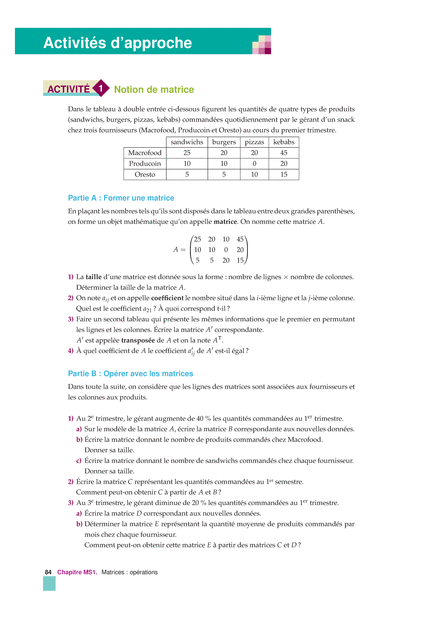 Activités d'approche
ACTIVITÉ 1 Notion de matrice
Dans le tableau à double entrée ci-dessous figurent les quantités de quatre types de produits
(sandwichs, burgers, pizzas, kebabs) commandées quotidiennement par le gérant d'un snack
chez trois fournisseurs (Macrofood, Producoin et Oresto) au cours du premier trimestre.
sandwichs burgers pizzas kebabs
Macrofood 25 20 20 45
Producoin 10 10 0 20
Oresto 5 5 10 15
Partie A : Former une matrice
En plaçant les nombres tels qu'ils sont disposés dans le tableau entre deux grandes parenthèses,
on forme un objet mathématique qu'on appelle matrice. On nomme cette matrice A.
25 20 10 45
A = 10 10 0 20
5 5 20 15
1) La taille d'une matrice est donnée sous la forme : nombre de lignes × nombre de colonnes.
Déterminer la taille de la matrice A.
2) On note aij et on appelle coefficient le nombre situé dans la i-ième ligne et la j-ième colonne.
Quel est le coefficient a21 ? À quoi correspond t-il ?
3) Faire un second tableau qui présente les mêmes informations que le premier en permutant
les lignes et les colonnes. Écrire la matrice A′ correspondante.
A′ est appelée transposée de A et on la note Aᵀ.
4) À quel coefficient de A le coefficient a′ij de A′ est-il égal ?
Partie B : Opérer avec les matrices
Dans toute la suite, on considère que les lignes des matrices sont associées aux fournisseurs et
les colonnes aux produits.
1) Au 2e trimestre, le gérant augmente de 40 % les quantités commandées au 1er trimestre.
a) Sur le modèle de la matrice A, écrire la matrice B correspondante aux nouvelles données.
b) Écrire la matrice donnant le nombre de produits commandés chez Macrofood.
Donner sa taille.
c) Écrire la matrice donnant le nombre de sandwichs commandés chez chaque fournisseur.
Donner sa taille.
2) Écrire la matrice C représentant les quantités commandées au 1er semestre.
Comment peut-on obtenir C à partir de A et B ?
3) Au 3e trimestre, le gérant diminue de 20 % les quantités commandées au 1er trimestre.
a) Écrire la matrice D correspondant aux nouvelles données.
b) Déterminer la matrice E représentant la quantité moyenne de produits commandés par
mois chez chaque fournisseur.
Comment peut-on obtenir cette matrice E à partir des matrices C et D ?
84 Chapitre MS1. Matrices : opérations